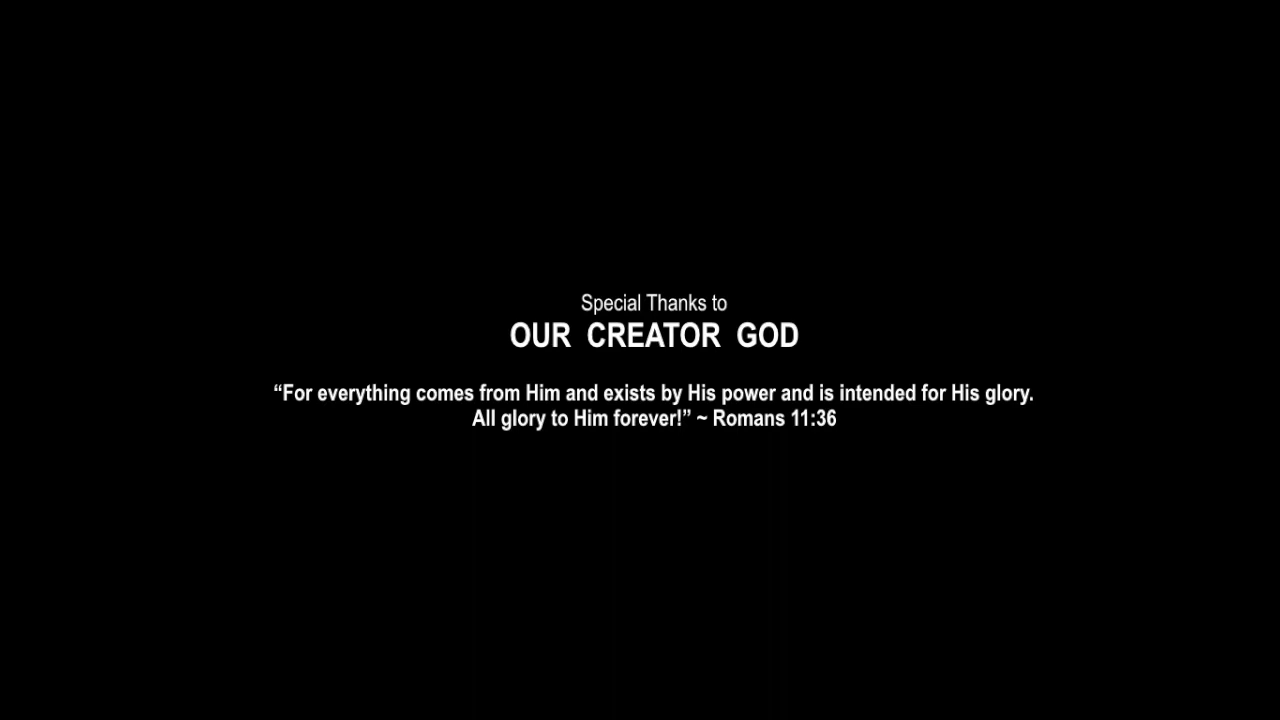 Special Thanks to
OUR CREATOR GOD
“For everything comes from Him and exists by His power and is intended for His glory.
All glory to Him forever!” ~ Romans 11:36